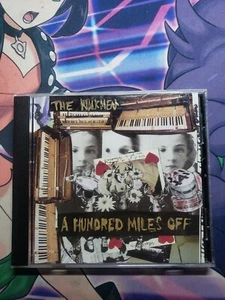 THE WALKMEN
A HUNDRED MILES OFF